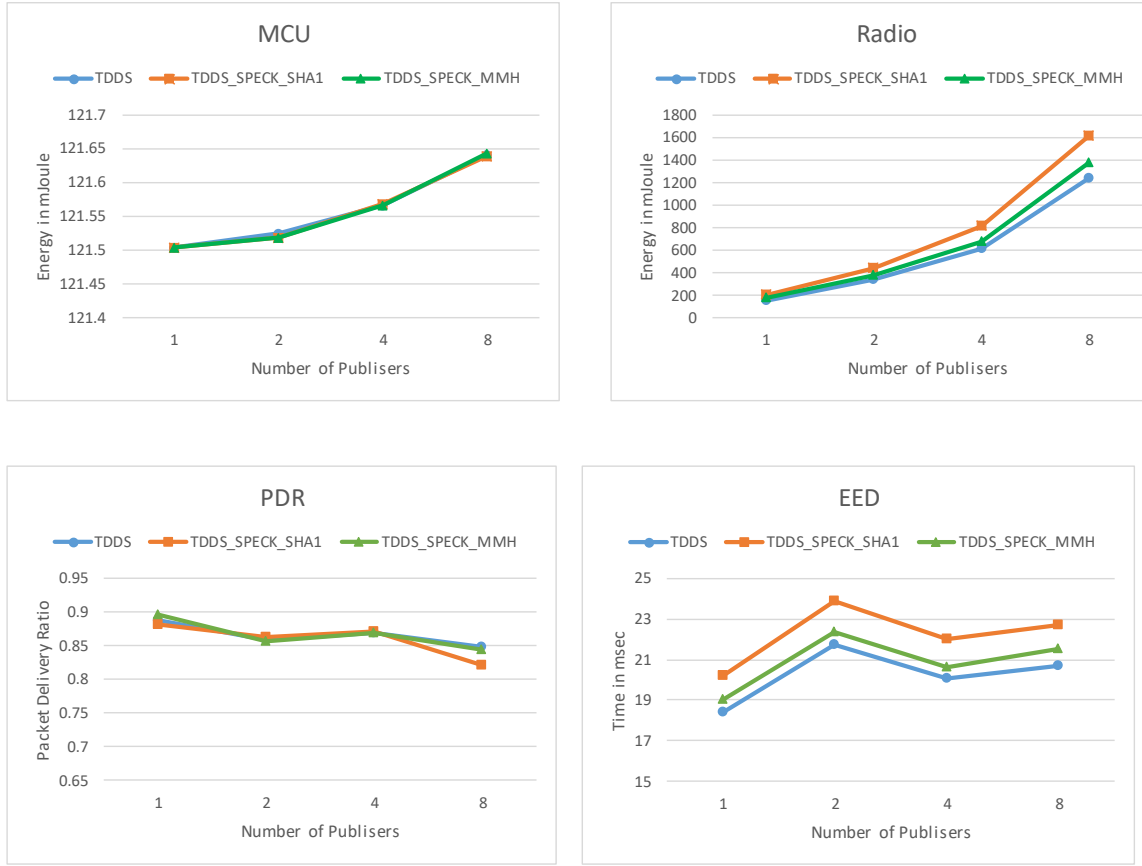 MCU
TDDS TDDS_SPECK_SHA1 TDDS_SPECK_MMH
121.7
121.65
121.6
121.55
121.5
121.45
121.4
Energy in mJoule
1 2 4 8
Number of Publisers
Radio
TDDS TDDS_SPECK_SHA1 TDDS_SPECK_MMH
1800
1600
1400
1200
1000
800
600
400
200
0
Energy in mJoule
1 2 4 8
Number of Publisers
PDR
TDDS TDDS_SPECK_SHA1 TDDS_SPECK_MMH
0.95
0.9
0.85
0.8
0.75
0.7
0.65
Packet Delivery Ratio
1 2 4 8
Number of Publisers
EED
TDDS TDDS_SPECK_SHA1 TDDS_SPECK_MMH
25
23
21
19
17
15
Time in msec
1 2 4 8
Number of Publisers